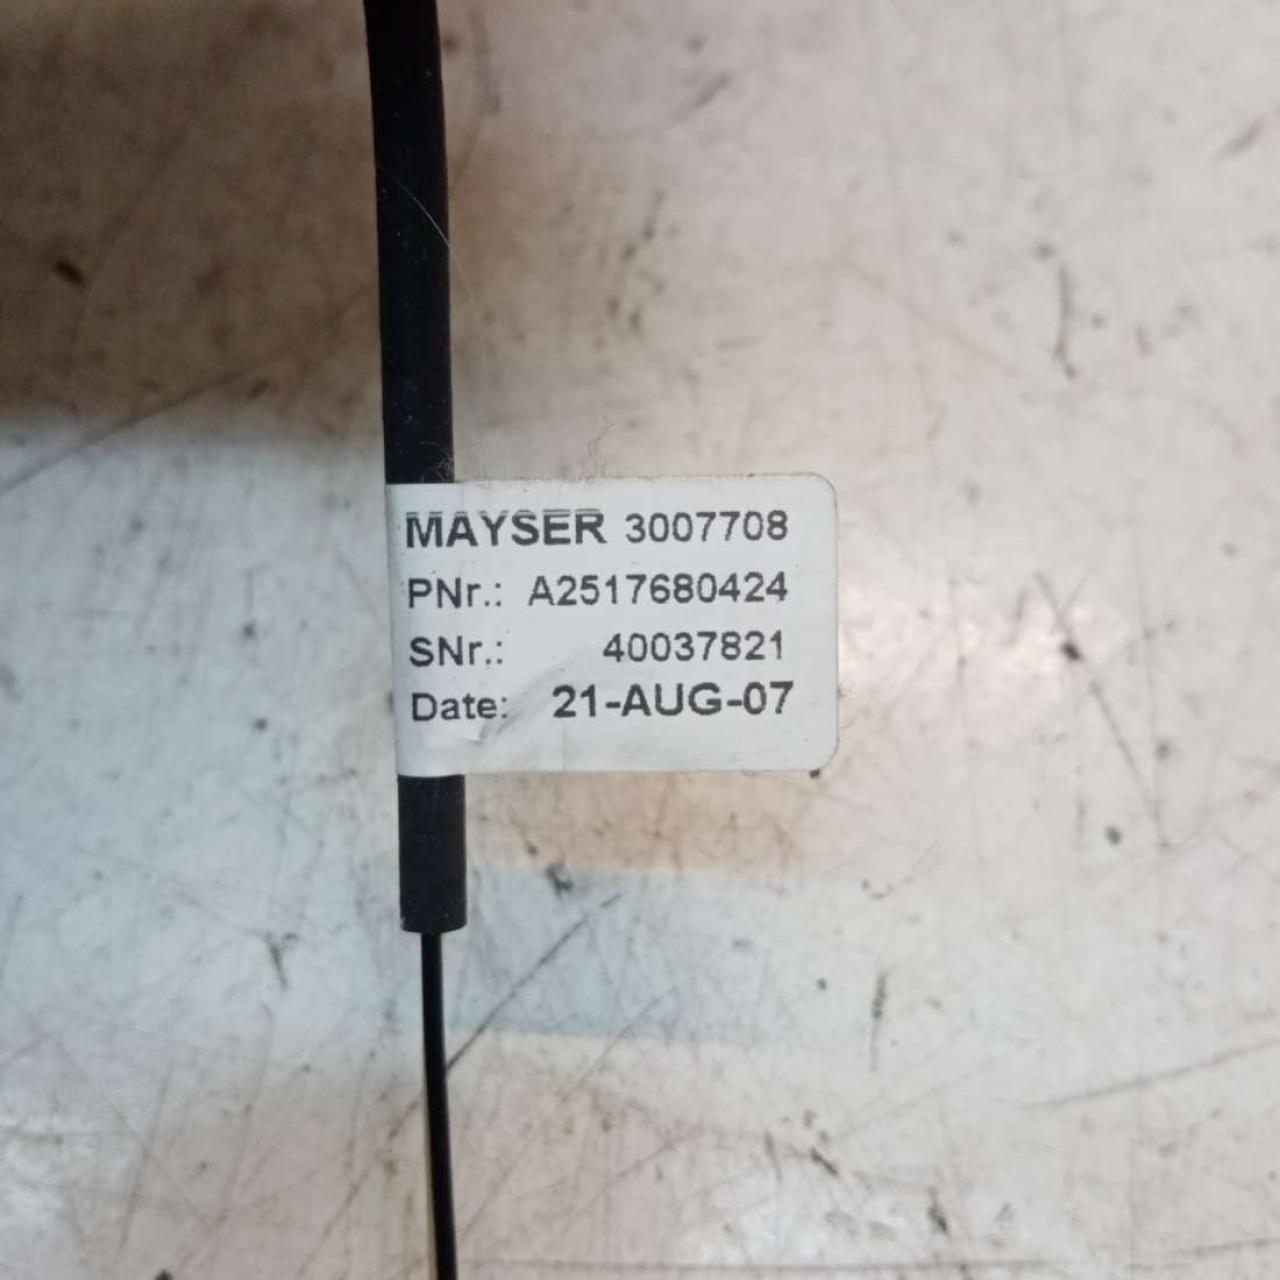 MAYSER 3007708
PNr.: A2517680424
SNr.: 40037821
Date: 21-AUG-07